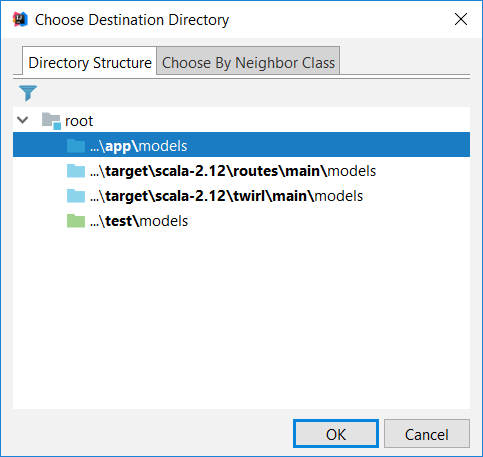 Choose Destination Directory
Directory Structure Choose By Neighbor Class
root
...\app\models
...\target\scala-2.12\routes\main\models
...\target\scala-2.12\twirl\main\models
...\test\models
OK Cancel